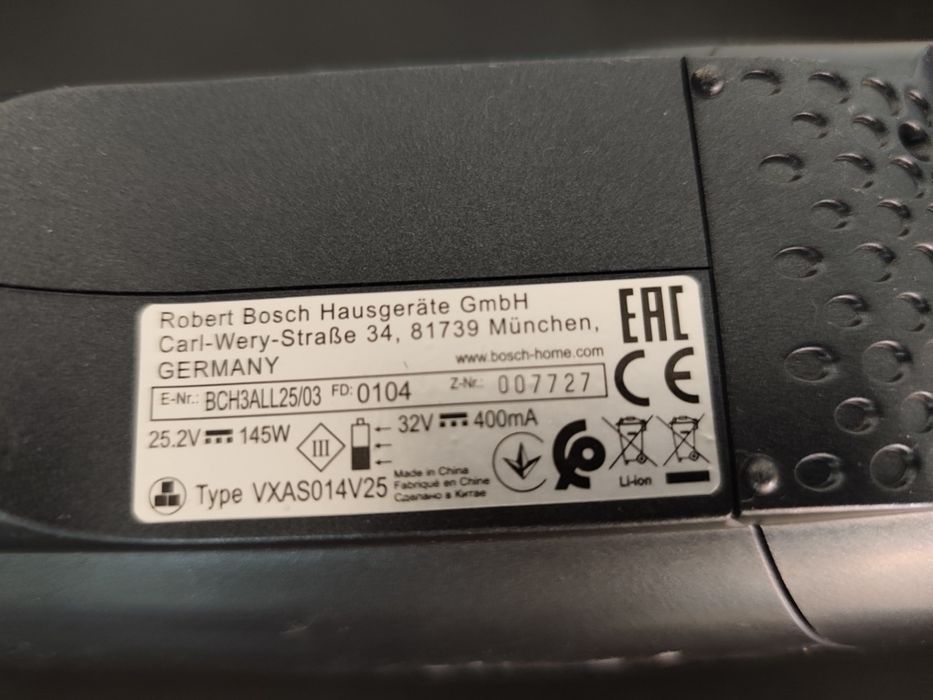 Robert Bosch Hausgeräte GmbH
Carl-Wery-Straße 34, 81739 München,
GERMANY
www.bosch-home.com
EAC
CE
E-Nr.: BCH3ALL25/03 FD: 0104 Z-Nr.: 007727
25.2V 145W
III
32V 400mA
Type VXAS014V25
Made in China
Fabriqué en Chine
Сделано в Китае
Li-ion